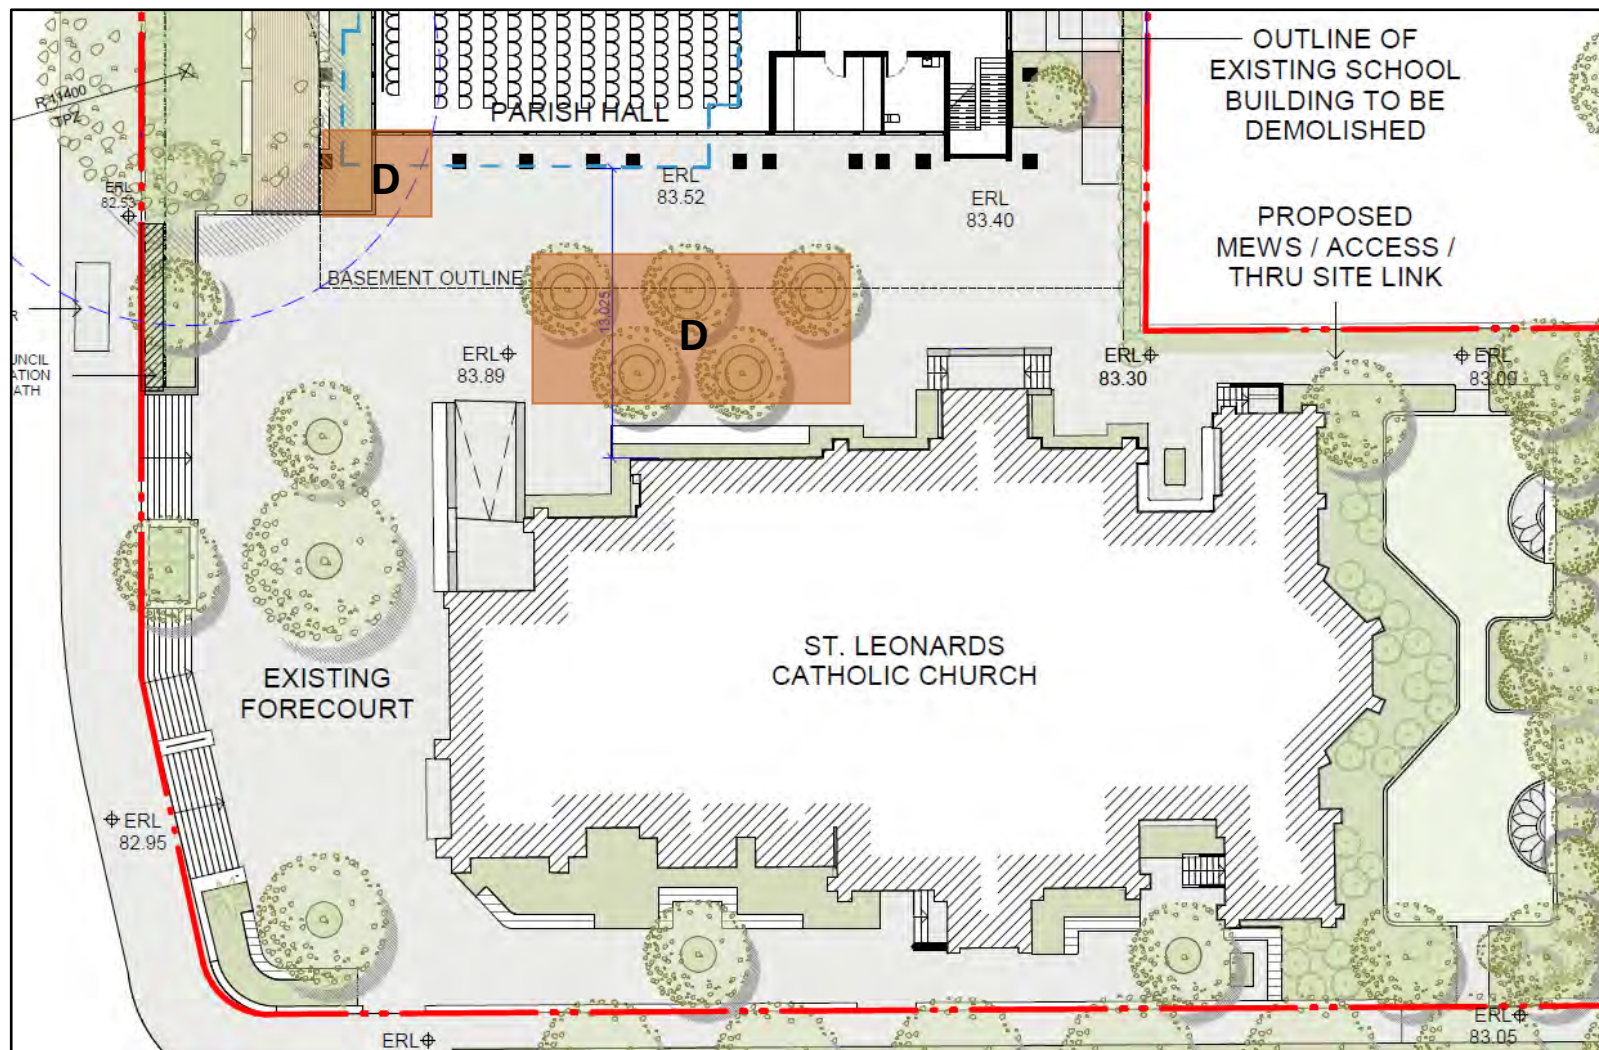 OUTLINE OF
EXISTING SCHOOL
BUILDING TO BE
DEMOLISHED
R 11400
TPZ
PARISH HALL
D
ERL
82.53
ERL
83.52
ERL
83.40
PROPOSED
MEWS / ACCESS /
THRU SITE LINK
BASEMENT OUTLINE
13.025
D
R
UNCIL
ATION
ATH
ERL
83.89
ERL
83.30
ERL
83.00
ST. LEONARDS
CATHOLIC CHURCH
EXISTING
FORECOURT
ERL
82.95
ERL
83.05
ERL